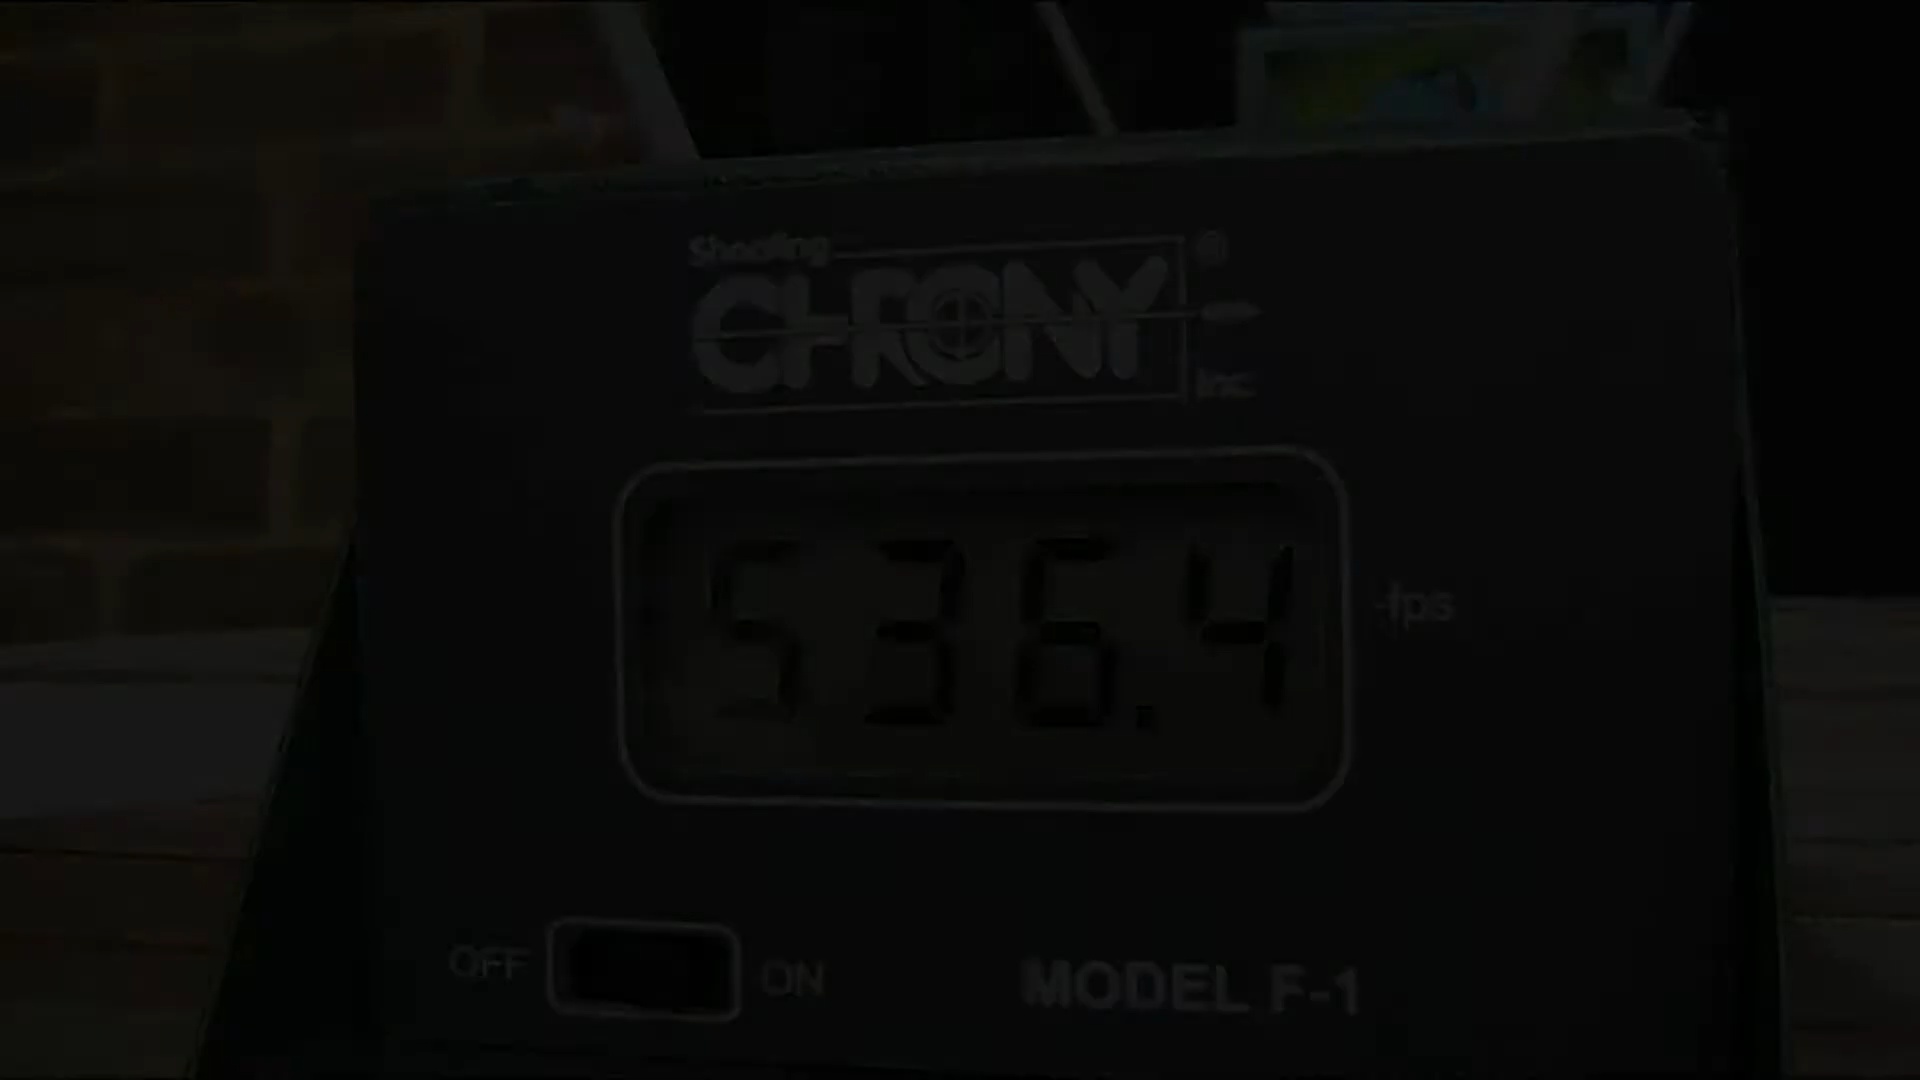 Shooting
CHRONY ®
Inc
536.4 -fps
OFF ON
MODEL F-1